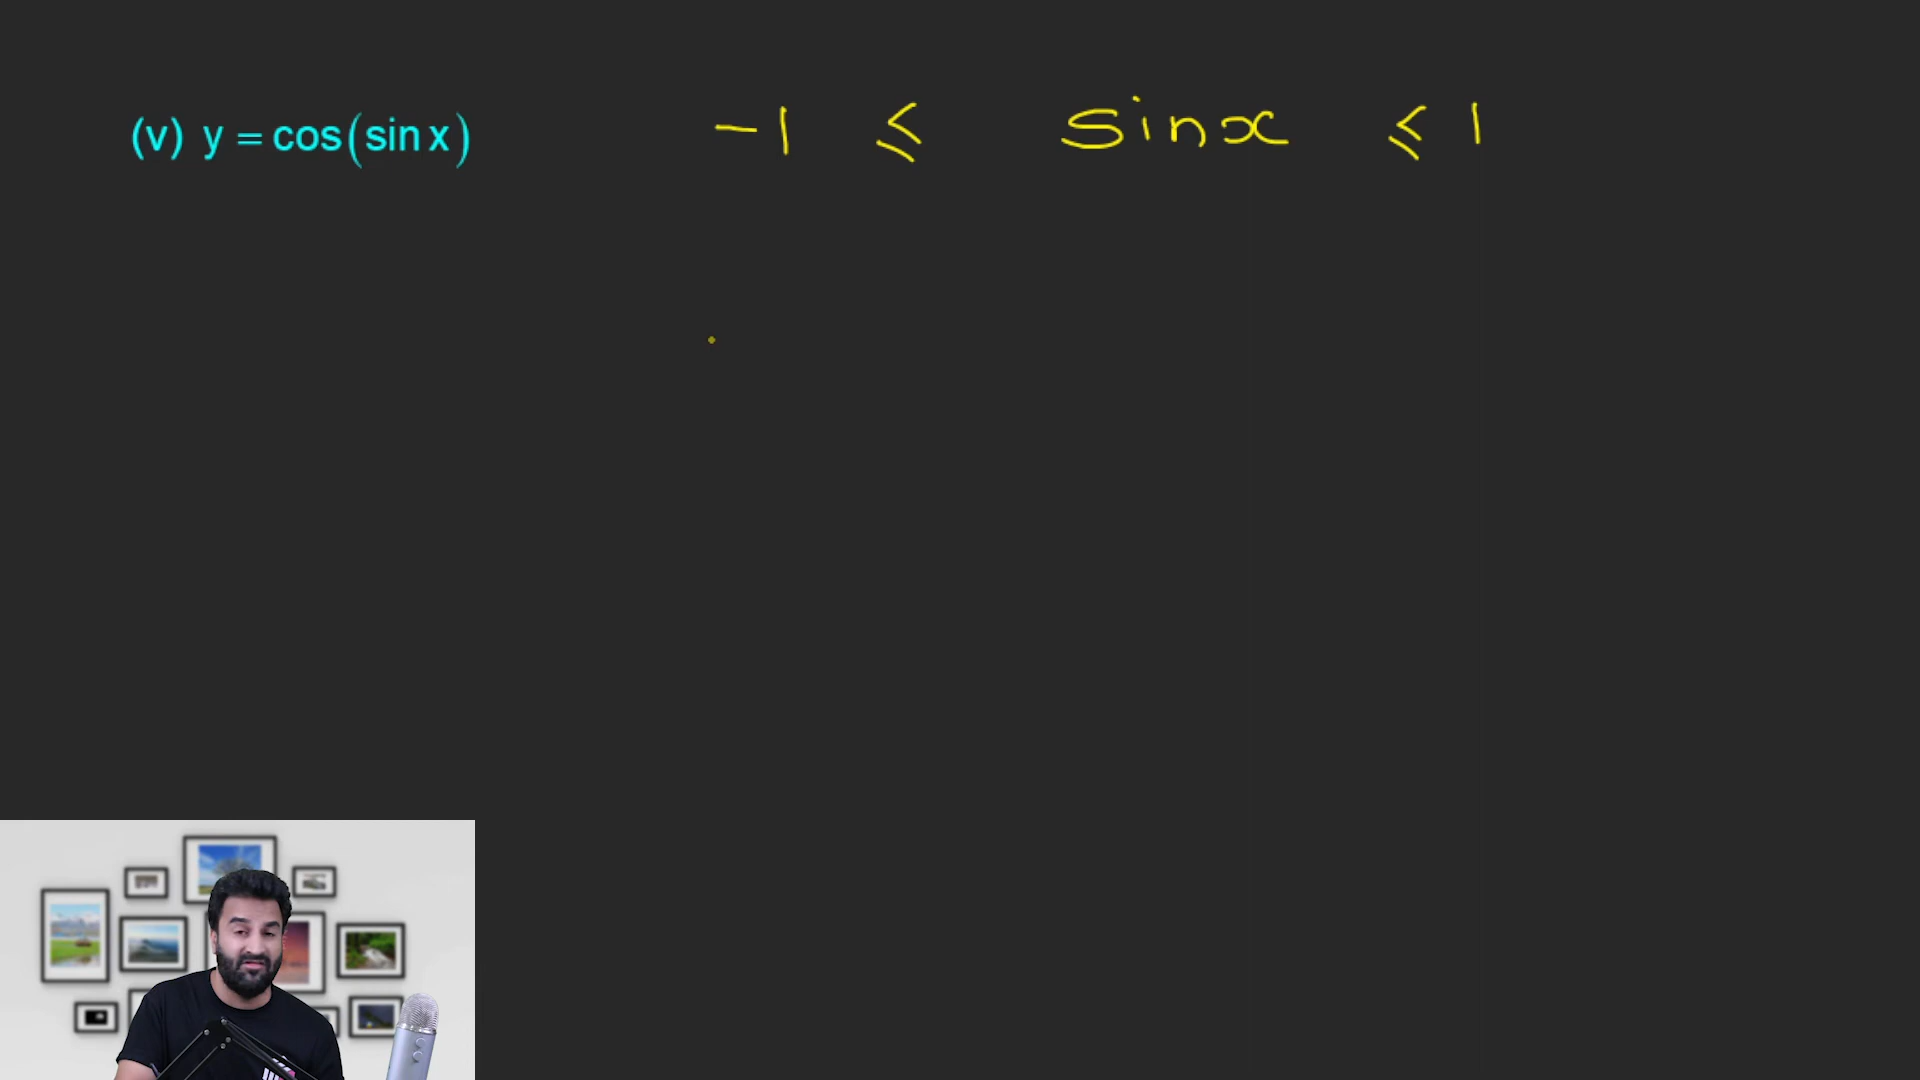 (v) y = cos(sin x) -1 ⩽ sinx ⩽ 1